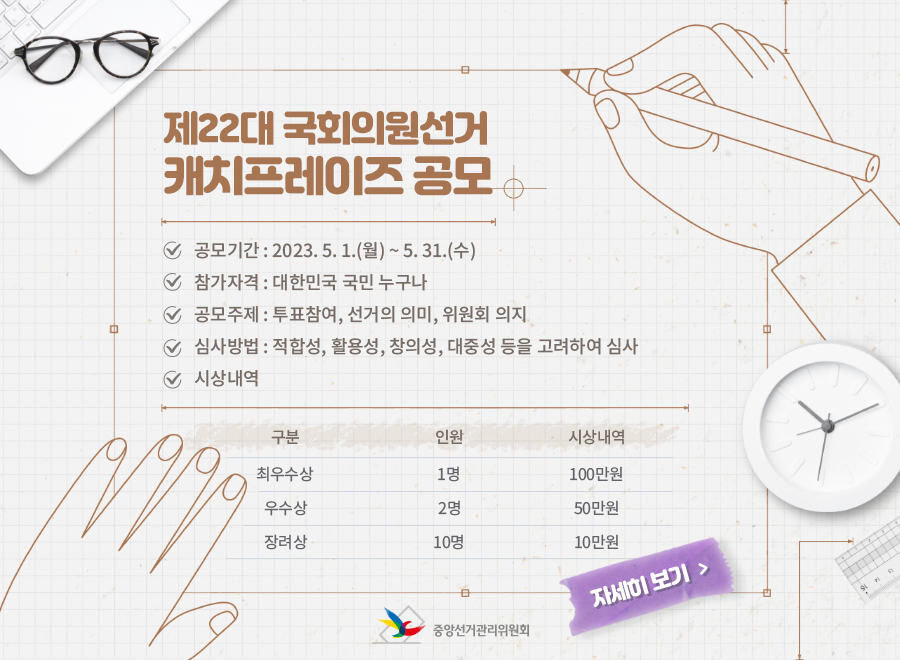 제22대 국회의원선거
캐치프레이즈 공모
공모기간 : 2023. 5. 1.(월) ~ 5. 31.(수)
참가자격 : 대한민국 국민 누구나
공모주제 : 투표참여, 선거의 의미, 위원회 의지
심사방법 : 적합성, 활용성, 창의성, 대중성 등을 고려하여 심사
시상내역
구분 인원 시상내역
최우수상 1명 100만원
우수상 2명 50만원
장려상 10명 10만원
자세히 보기 >
중앙선거관리위원회